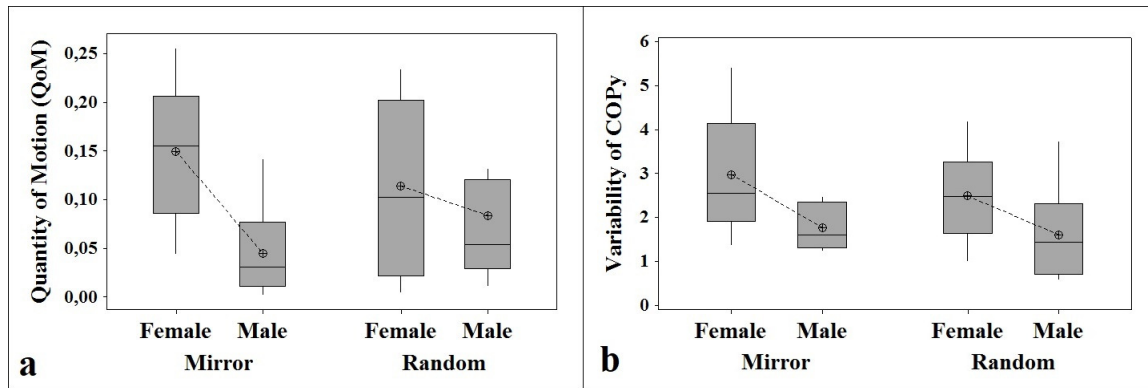 Quantity of Motion (QoM)
0,25
0,20
0,15
0,10
0,05
0,00
Female Male Female Male
Mirror Random
a
Variability of COPy
6
5
4
3
2
1
0
Female Male Female Male
Mirror Random
b